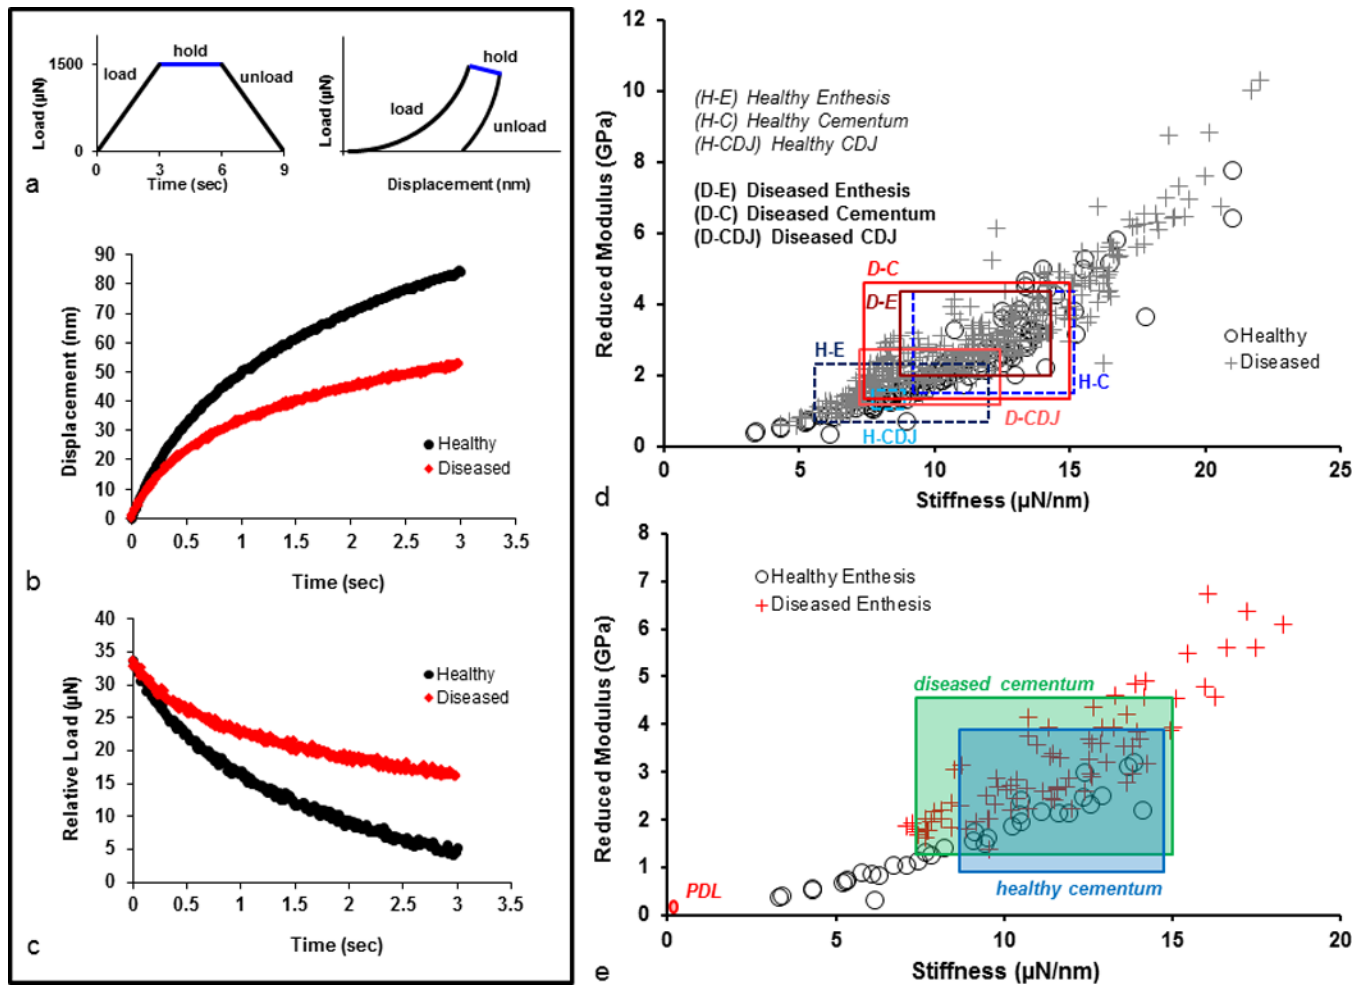 1500
hold
load
unload
Load (µN)
0
0
3
6
9
Time (sec)
hold
load
unload
Load (µN)
Displacement (nm)
a
90
80
70
60
50
40
30
20
10
0
Displacement (nm)
Healthy
Diseased
0
0.5
1
1.5
2
2.5
3
3.5
Time (sec)
b
40
35
30
25
20
15
10
5
0
Relative Load (µN)
Healthy
Diseased
0
0.5
1
1.5
2
2.5
3
3.5
Time (sec)
c
12
10
8
6
4
2
0
Reduced Modulus (GPa)
(H-E) Healthy Enthesis
(H-C) Healthy Cementum
(H-CDJ) Healthy CDJ
(D-E) Diseased Enthesis
(D-C) Diseased Cementum
(D-CDJ) Diseased CDJ
D-C
D-E
H-E
H-C
D-CDJ
H-CDJ
Healthy
Diseased
0
5
10
15
20
25
Stiffness (µN/nm)
d
8
7
6
5
4
3
2
1
0
Reduced Modulus (GPa)
Healthy Enthesis
Diseased Enthesis
diseased cementum
healthy cementum
PDL
0
5
10
15
20
Stiffness (µN/nm)
e